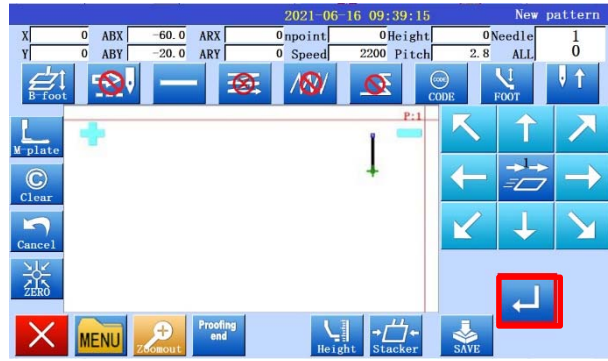 2021-06-16 09:39:15 New pattern
X 0 ABX -60.0 ARX 0 npoint 0 Height 0 Needle 1
Y 0 ABY -20.0 ARY 0 Speed 2200 Pitch 2.8 ALL 0
B-foot CODE CODE FOOT
P:1
M-plate
1
Clear
Cancel
ZERO
MENU Zoomout Proofing end Height Stacker SAVE